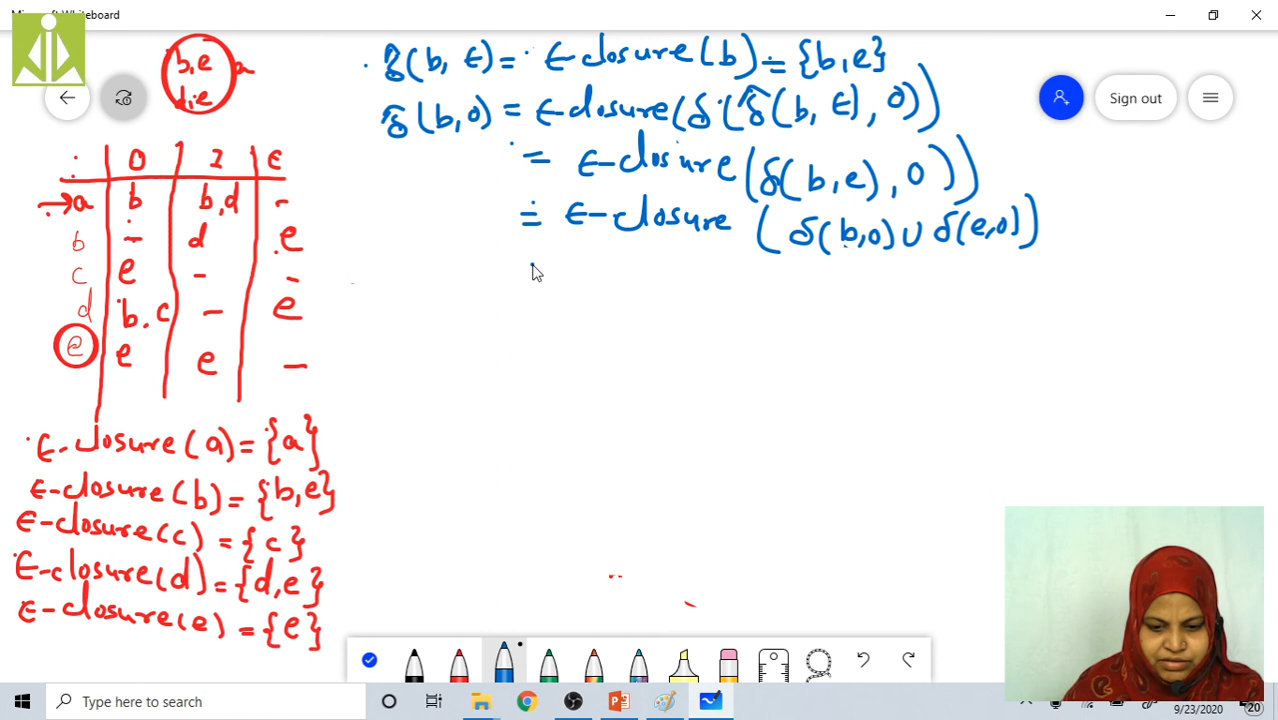 Microsoft Whiteboard
b,e
d,e a
0 1 ε
→a b b,d -
b - d e
c e - -
d b,c - e
e e e -
ε-closure(a)={a}
ε-closure(b)={b,e}
ε-closure(c)={c}
ε-closure(d)={d,e}
ε-closure(e)={e}
δ̂(b, ε)= ε-closure(b)={b,e}
δ̂(b,0) = ε-closure(δ(δ̂(b, ε), 0))
= ε-closure(δ(b,e), 0))
= ε-closure (δ(b,0) ∪ δ(e,0))
Sign out
Type here to search
9/23/2020
20